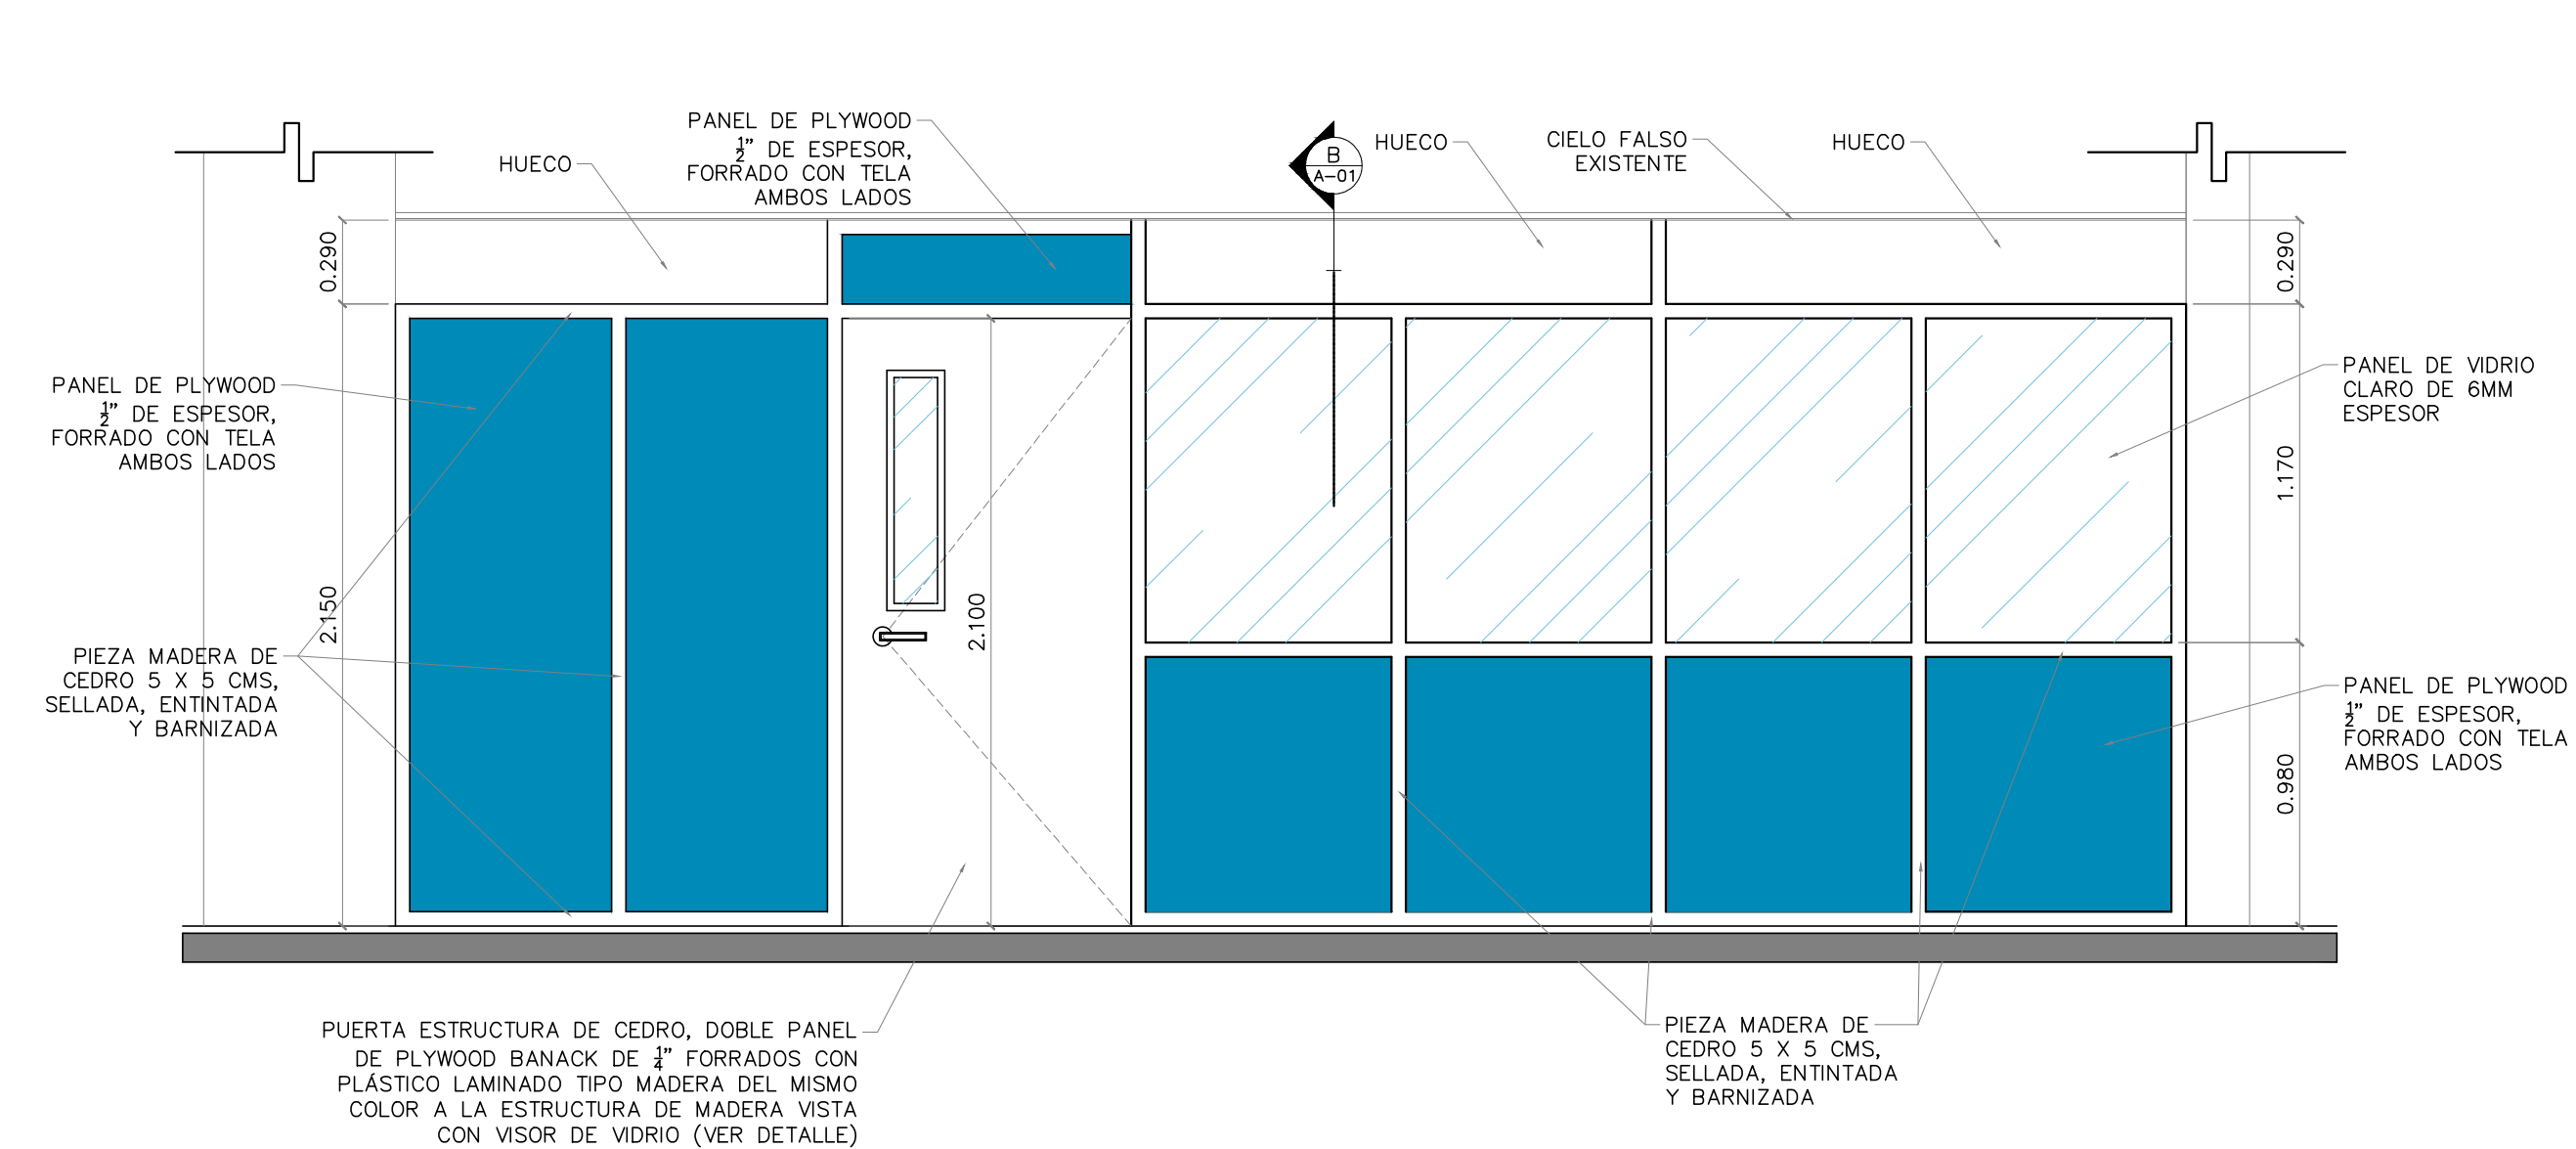 PANEL DE PLYWOOD
½" DE ESPESOR,
FORRADO CON TELA
AMBOS LADOS
HUECO
B
A-01
HUECO
CIELO FALSO
EXISTENTE
HUECO
0.290
0.290
PANEL DE PLYWOOD
½" DE ESPESOR,
FORRADO CON TELA
AMBOS LADOS
PANEL DE VIDRIO
CLARO DE 6MM
ESPESOR
1.170
2.150
2.100
PIEZA MADERA DE
CEDRO 5 X 5 CMS,
SELLADA, ENTINTADA
Y BARNIZADA
PANEL DE PLYWOOD
½" DE ESPESOR,
FORRADO CON TELA
AMBOS LADOS
0.980
PUERTA ESTRUCTURA DE CEDRO, DOBLE PANEL
DE PLYWOOD BANACK DE ¼" FORRADOS CON
PLÁSTICO LAMINADO TIPO MADERA DEL MISMO
COLOR A LA ESTRUCTURA DE MADERA VISTA
CON VISOR DE VIDRIO (VER DETALLE)
PIEZA MADERA DE
CEDRO 5 X 5 CMS,
SELLADA, ENTINTADA
Y BARNIZADA